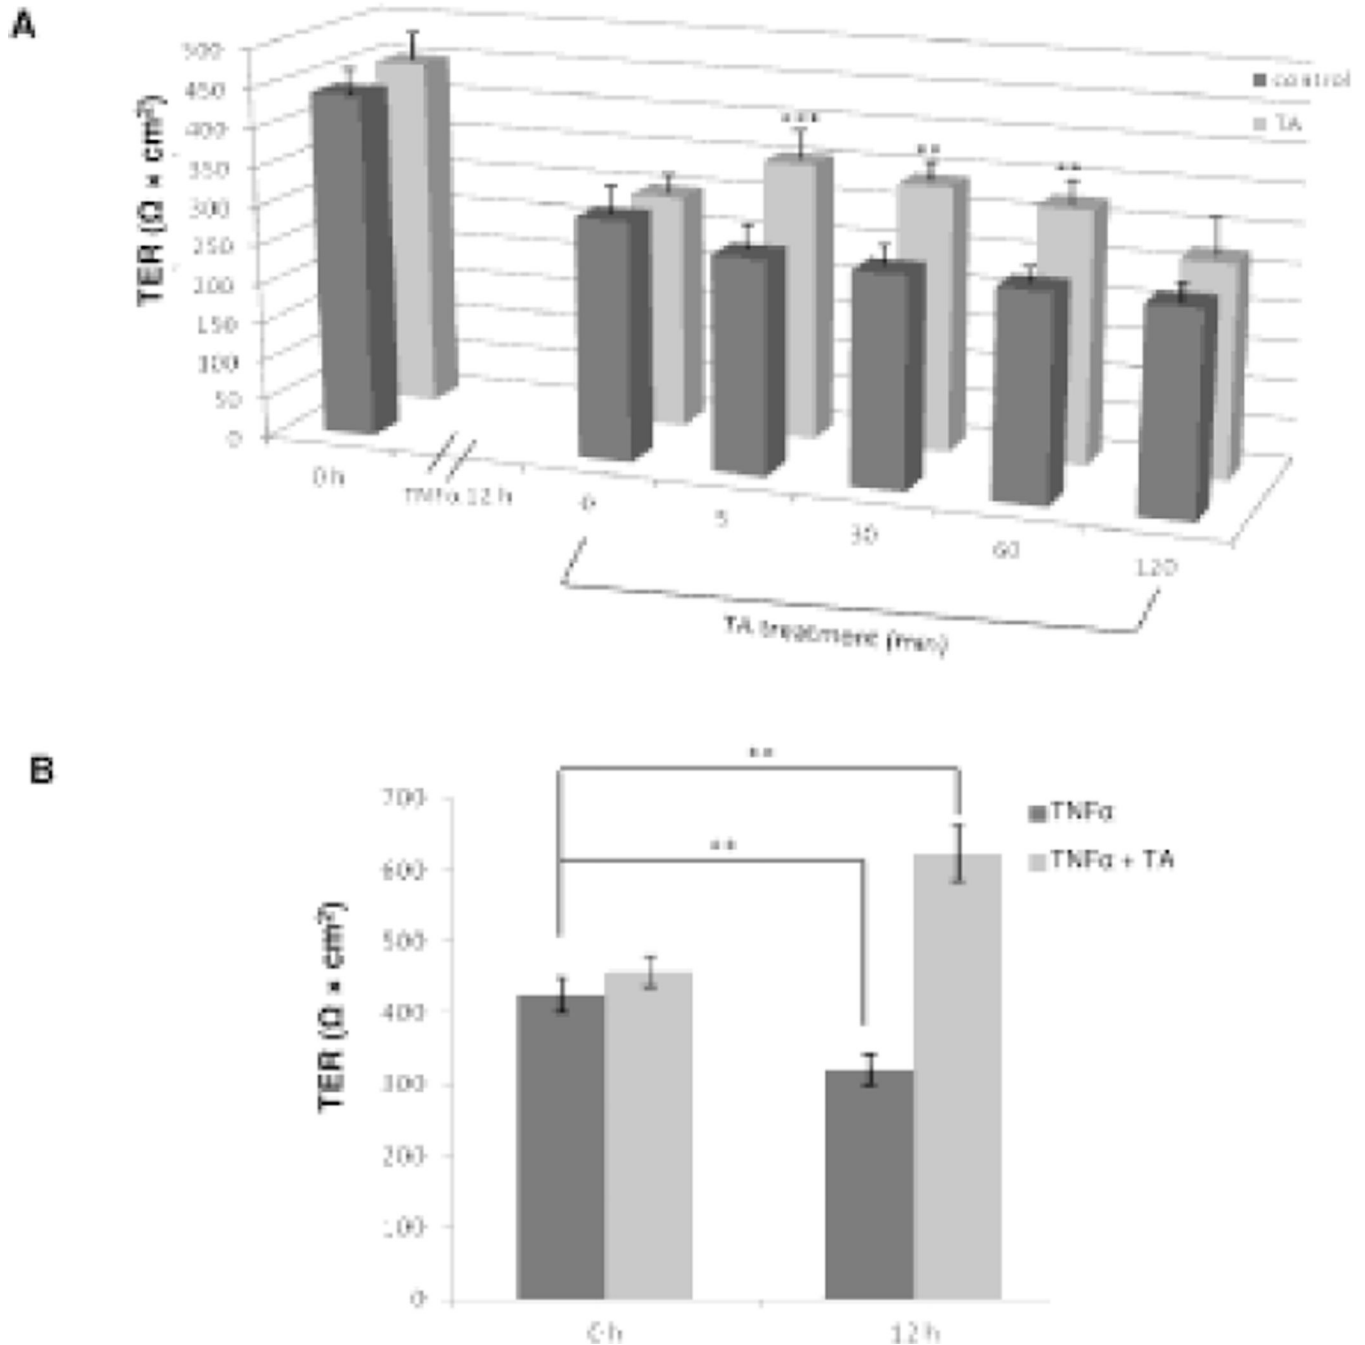 A
500
450
400
350
300
250
200
150
100
50
0
TER (Ω × cm²)
control
TA
***
**
**
0 h
TNFα 12 h
0
5
30
60
120
TA treatment (min)
B
**
**
700
600
500
400
300
200
100
0
TER (Ω × cm²)
TNFα
TNFα + TA
0 h
12 h